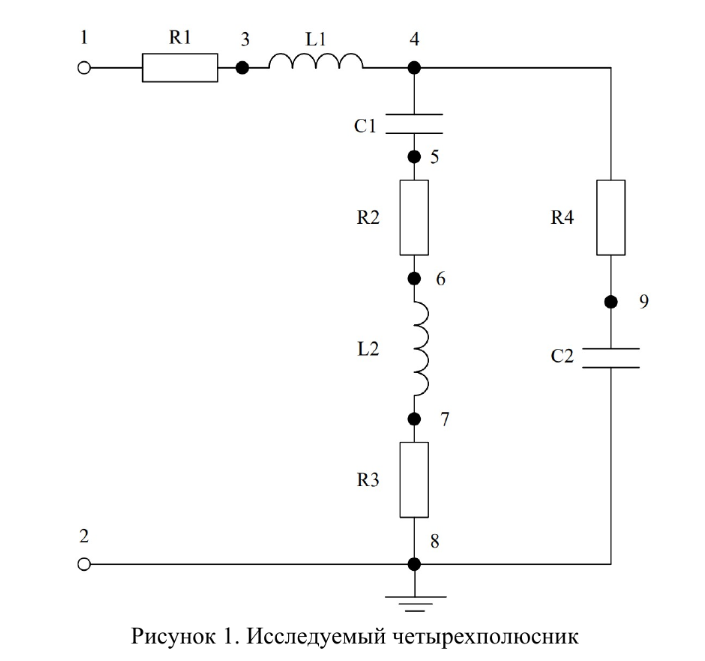 1 R1 3 L1 4
C1
5
R2 R4
6
9
L2 C2
7
R3
2 8
Рисунок 1. Исследуемый четырехполюсник